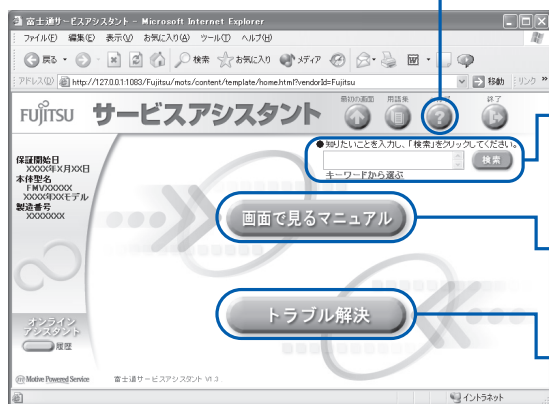 富士通サービスアシスタント - Microsoft Internet Explorer
ファイル(F) 編集(E) 表示(V) お気に入り(A) ツール(T) ヘルプ(H)
戻る 検索 お気に入り メディア
アドレス(D) http://127.0.0.1:1083/Fujitsu/mots/content/template/home.html?vendorId=Fujitsu 移動 リンク »
FUJITSU サービスアシスタント
最初の画面 用語集 終了
●知りたいことを入力し、「検索」をクリックしてください。
検索
キーワードから選ぶ
保証開始日
XXXX年X月XX日
本体型名
FMVXXXXX
XXXX年XXモデル
製造番号
XXXXXXX
画面で見るマニュアル
トラブル解決
オンライン
アシスタント
履歴
Motive Powered Service 富士通サービスアシスタント V1.3
イントラネット